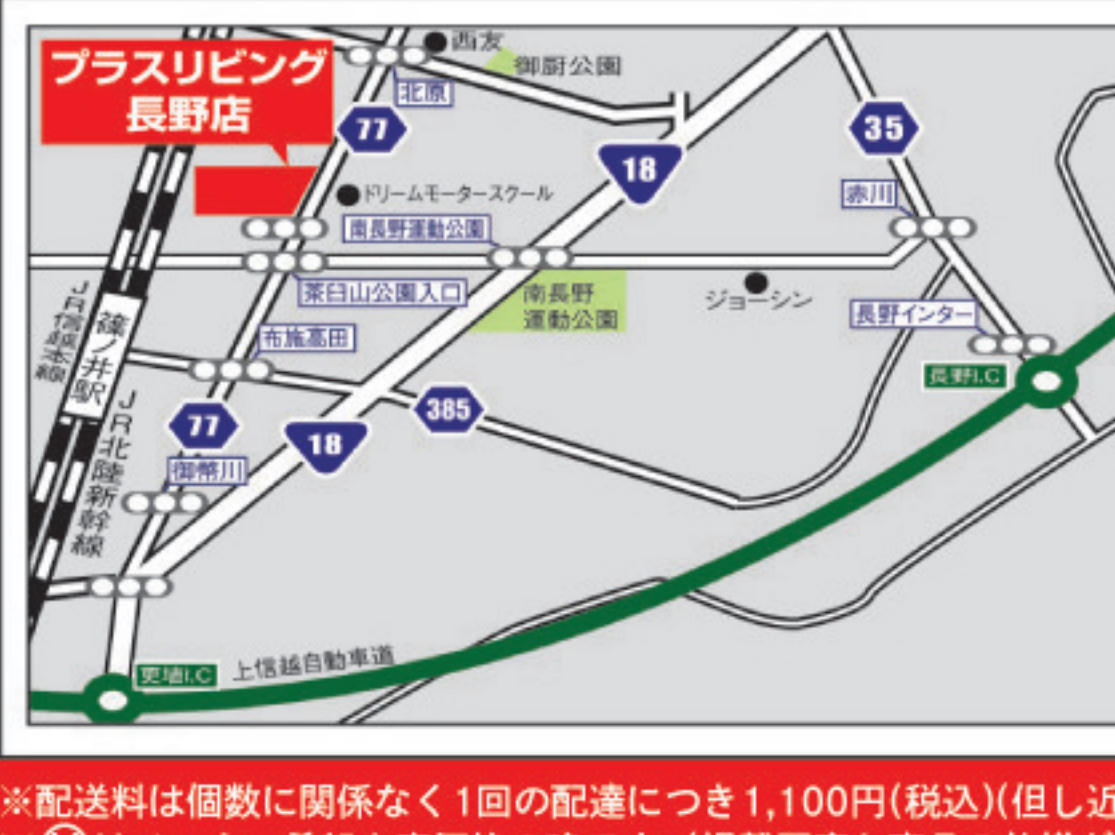 プラスリビング
長野店
西友
御厨公園
北原
77
18
35
ドリームモータースクール
赤川
南長野運動公園
茶臼山公園入口
南長野
運動公園
ジョーシン
長野インター
JR信越本線
篠ノ井駅
布施高田
長野I.C
385
77
18
JR北陸新幹線
御幣川
更埴I.C
上信越自動車道
※配送料は個数に関係なく1回の配達につき1,100円(税込)(但し近